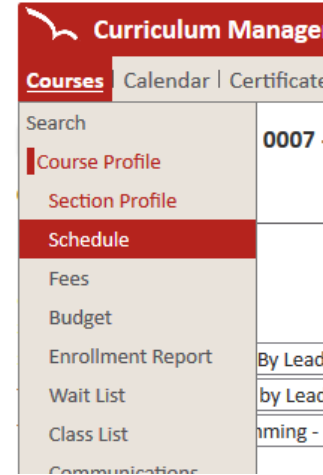 Curriculum Manage
Courses | Calendar | Certificate
Search
0007
Course Profile
Section Profile
Schedule
Fees
Budget
Enrollment Report
By Lead
Wait List
by Lead
Class List
mming -
Communications